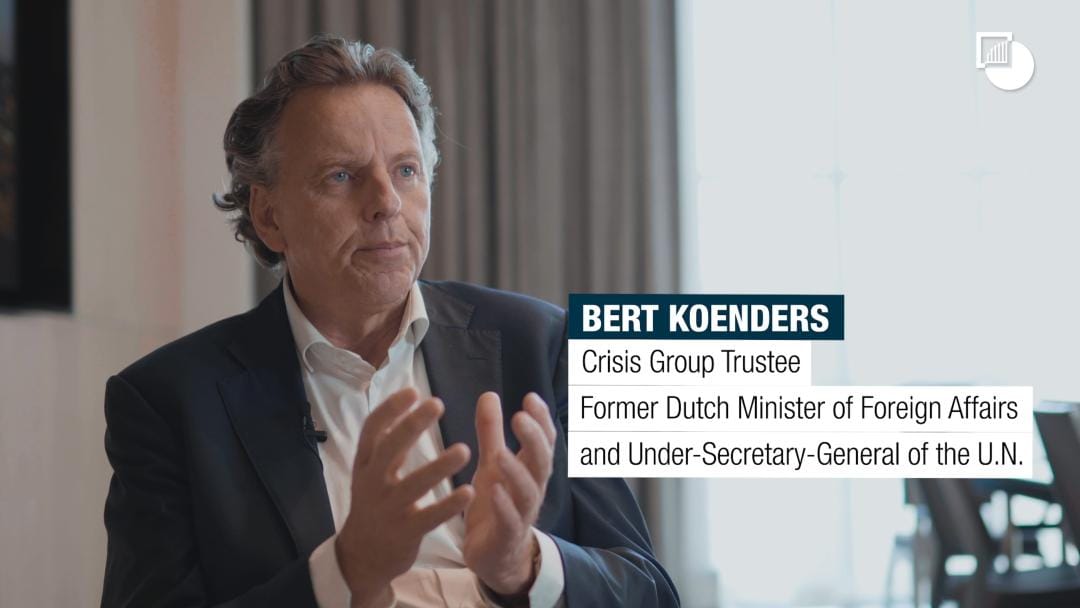 BERT KOENDERS
Crisis Group Trustee
Former Dutch Minister of Foreign Affairs
and Under-Secretary-General of the U.N.